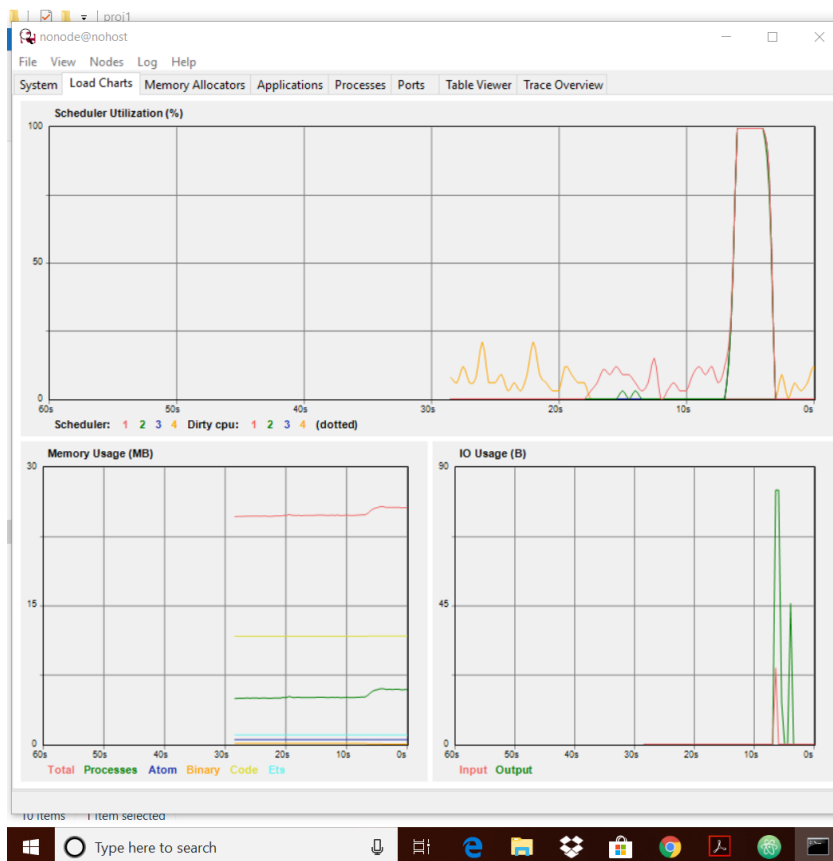 proj1
nonode@nohost
File View Nodes Log Help
System Load Charts Memory Allocators Applications Processes Ports Table Viewer Trace Overview
Scheduler Utilization (%)
100
50
0
60s 50s 40s 30s 20s 10s 0s
Scheduler: 1 2 3 4 Dirty cpu: 1 2 3 4 (dotted)
Memory Usage (MB)
30
15
0
60s 50s 40s 30s 20s 10s 0s
Total Processes Atom Binary Code Ets
IO Usage (B)
90
45
0
60s 50s 40s 30s 20s 10s 0s
Input Output
10 items 1 item selected
Type here to search